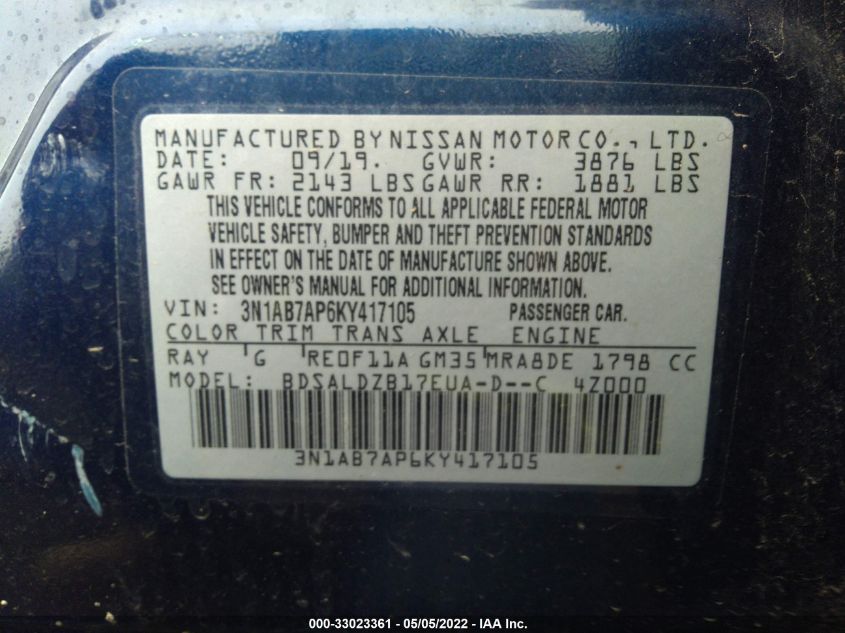 MANUFACTURED BY NISSAN MOTOR CO., LTD.
DATE: 09/19. GVWR: 3876 LBS
GAWR FR: 2143 LBS GAWR RR: 1881 LBS
THIS VEHICLE CONFORMS TO ALL APPLICABLE FEDERAL MOTOR
VEHICLE SAFETY, BUMPER AND THEFT PREVENTION STANDARDS
IN EFFECT ON THE DATE OF MANUFACTURE SHOWN ABOVE.
SEE OWNER'S MANUAL FOR ADDITIONAL INFORMATION.
VIN: 3N1AB7AP6KY417105 PASSENGER CAR.
COLOR TRIM TRANS AXLE ENGINE
RAY G RE0F11A GM35 MRA8DE 1798 CC
MODEL: BDSALDZB17EUA-D--C 4Z000
3N1AB7AP6KY417105
000-33023361 - 05/05/2022 - IAA Inc.